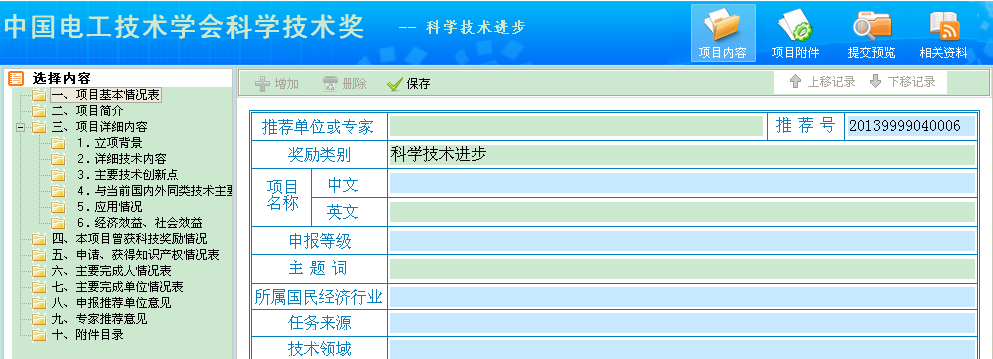 中国电工技术学会科学技术奖 -- 科学技术进步
项目内容 项目附件 提交预览 相关资料
选择内容
一、项目基本情况表
二、项目简介
三、项目详细内容
1．立项背景
2．详细技术内容
3．主要技术创新点
4．与当前国内外同类技术主要
5．应用情况
6．经济效益、社会效益
四、本项目曾获科技奖励情况
五、申请、获得知识产权情况表
六、主要完成人情况表
七、主要完成单位情况表
八、申报推荐单位意见
九、专家推荐意见
十、附件目录
增加 删除 保存 上移记录 下移记录
推荐单位或专家 推荐号 20139999040006
奖励类别 科学技术进步
项目名称 中文
英文
申报等级
主题词
所属国民经济行业
任务来源
技术领域